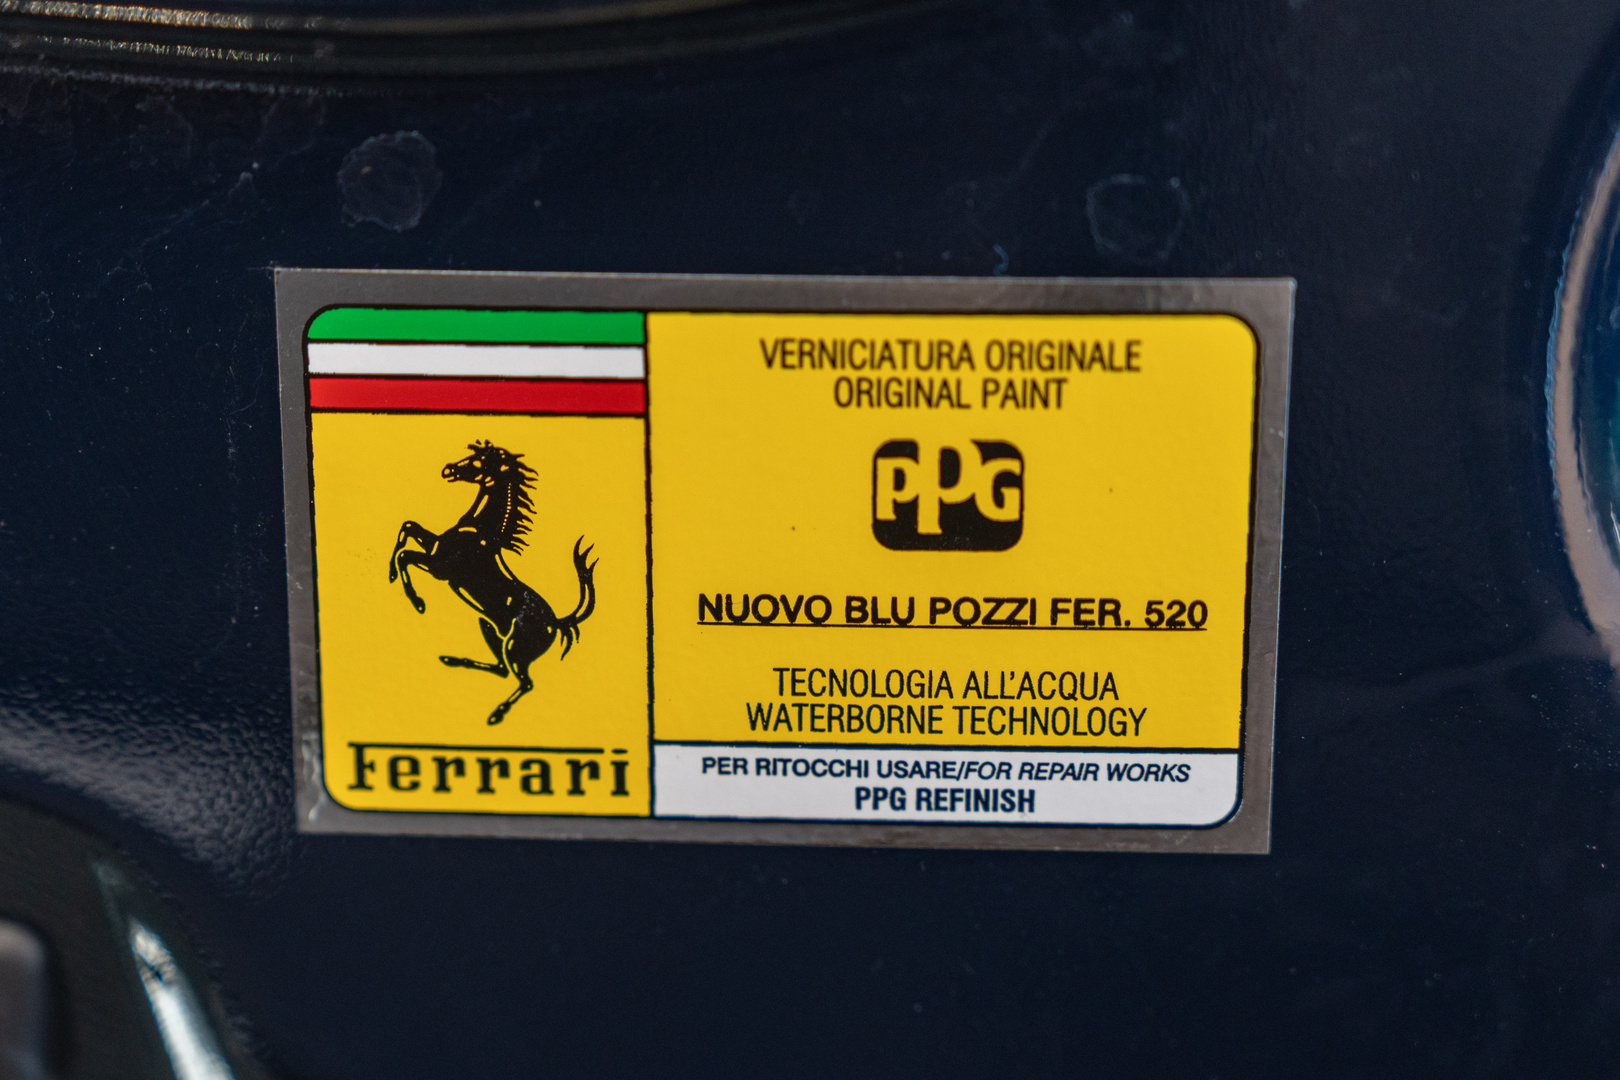 VERNICIATURA ORIGINALE
ORIGINAL PAINT
PPG
NUOVO BLU POZZI FER. 520
TECNOLOGIA ALL'ACQUA
WATERBORNE TECHNOLOGY
Ferrari
PER RITOCCHI USARE/FOR REPAIR WORKS
PPG REFINISH